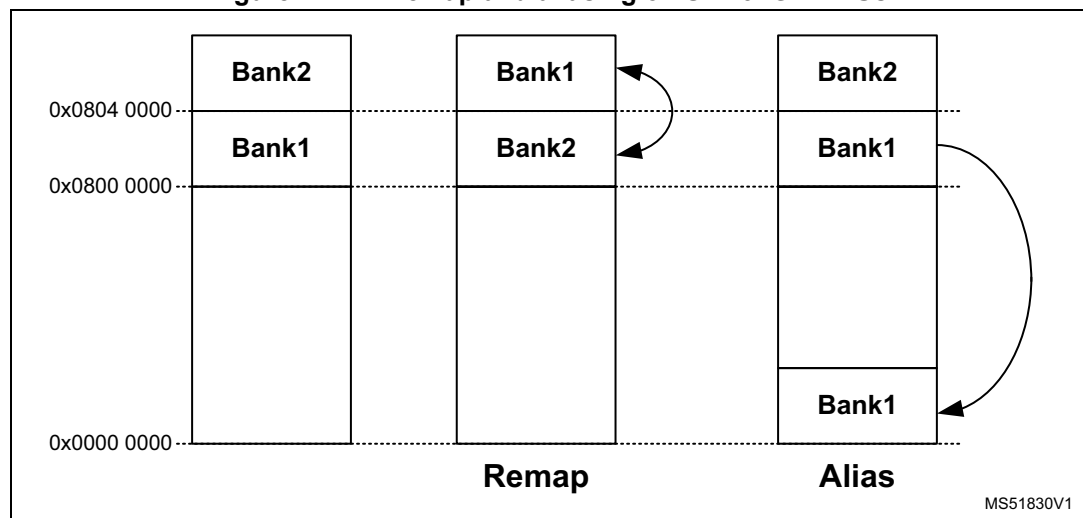 Bank2 Bank1 Bank2
0x0804 0000
Bank1 Bank2 Bank1
0x0800 0000
Bank1
0x0000 0000
Remap Alias
MS51830V1